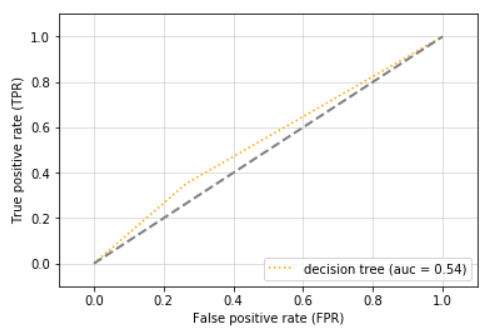 1.0
0.8
0.6
0.4
0.2
0.0
True positive rate (TPR)
decision tree (auc = 0.54)
0.0 0.2 0.4 0.6 0.8 1.0
False positive rate (FPR)